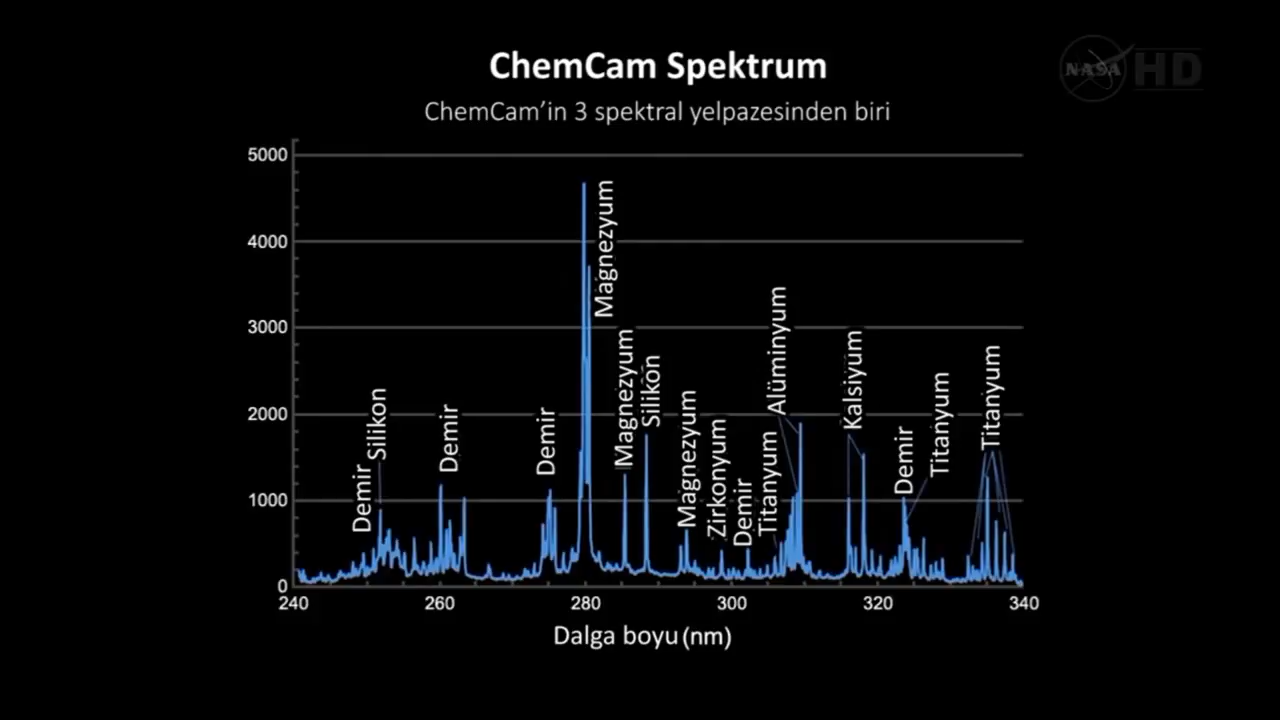 ChemCam Spektrum
NASA HD
ChemCam’in 3 spektral yelpazesinden biri
5000
4000
3000
2000
1000
0
Demir
Silikon
Demir
Demir
Magnezyum
Magnezyum
Silikon
Magnezyum
Zirkonyum
Demir
Titanyum
Alüminyum
Kalsiyum
Demir
Titanyum
Titanyum
240 260 280 300 320 340
Dalga boyu (nm)